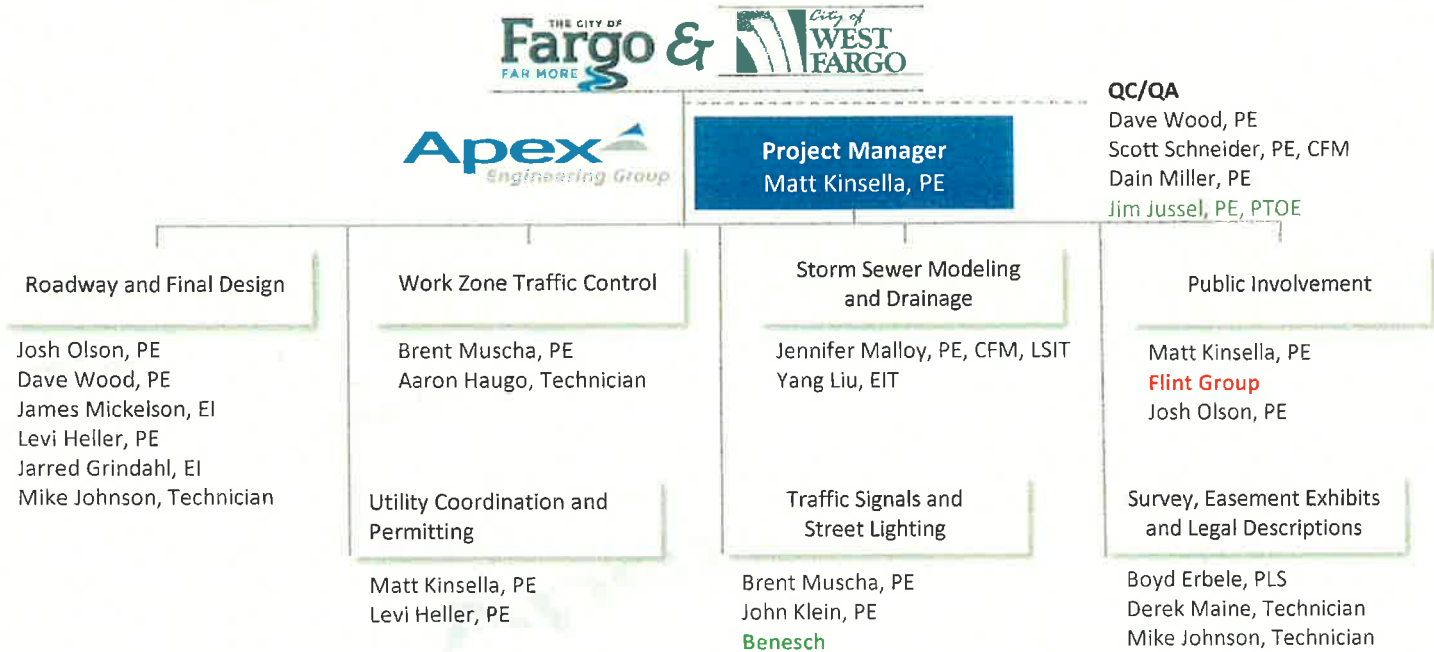 THE CITY OF
Fargo
FAR MORE
&
City of
WEST
FARGO
Apex
Engineering Group
Project Manager
Matt Kinsella, PE
QC/QA
Dave Wood, PE
Scott Schneider, PE, CFM
Dain Miller, PE
Jim Jussel, PE, PTOE
Roadway and Final Design
Josh Olson, PE
Dave Wood, PE
James Mickelson, EI
Levi Heller, PE
Jarred Grindahl, EI
Mike Johnson, Technician
Work Zone Traffic Control
Brent Muscha, PE
Aaron Haugo, Technician
Utility Coordination and
Permitting
Matt Kinsella, PE
Levi Heller, PE
Storm Sewer Modeling
and Drainage
Jennifer Malloy, PE, CFM, LSIT
Yang Liu, EIT
Traffic Signals and
Street Lighting
Brent Muscha, PE
John Klein, PE
Benesch
Public Involvement
Matt Kinsella, PE
Flint Group
Josh Olson, PE
Survey, Easement Exhibits
and Legal Descriptions
Boyd Erbele, PLS
Derek Maine, Technician
Mike Johnson, Technician